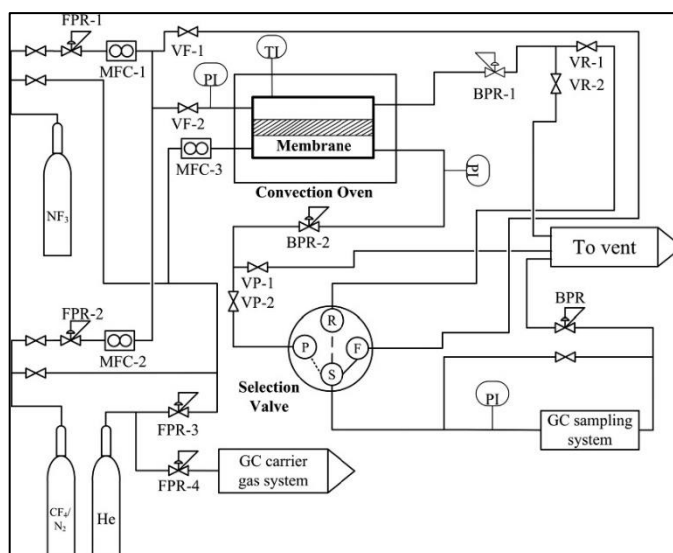 FPR-1
MFC-1
VF-1
TI
PI
VF-2
BPR-1
VR-1
VR-2
Membrane
MFC-3
Convection Oven
PI
NF₃
BPR-2
To vent
VP-1
VP-2
FPR-2
MFC-2
BPR
R
P
F
S
Selection
Valve
PI
GC sampling
system
FPR-3
GC carrier
gas system
FPR-4
CF₄/
N₂
He